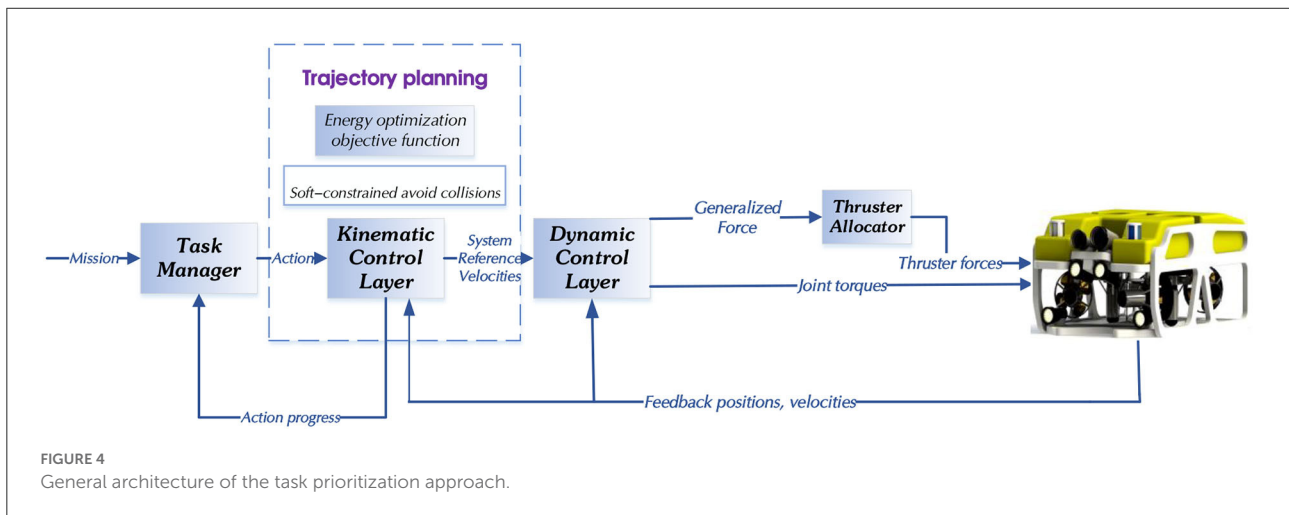 Trajectory planning
Energy optimization
objective function
Soft-constrained avoid collisions
Mission
Task
Manager
Action
Kinematic
Control
Layer
System
Reference
Velocities
Dynamic
Control
Layer
Generalized
Force
Thruster
Allocator
Thruster forces
Joint torques
Action progress
Feedback positions, velocities
FIGURE 4
General architecture of the task prioritization approach.